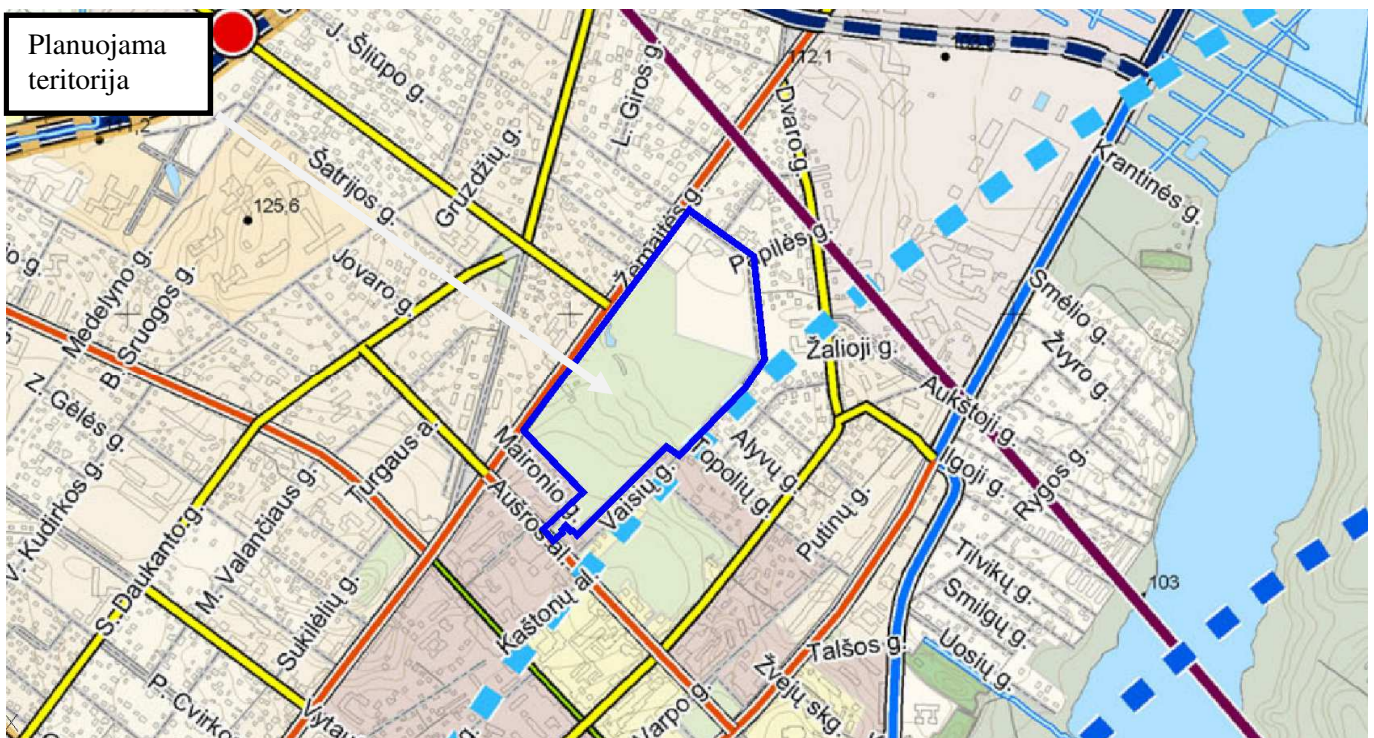 Planuojama
teritorija
J. Šliūpo g.
L. Giros g.
112,1
Dvaro g.
Gruzdžių g.
Šatrijos g.
125,6
Žemaitės g.
Papilės g.
Krantinės g.
Medelyno g.
B. Sruogos g.
Jovaro g.
Smėlio g.
Žvyro g
Žalioji g.
Aukštoji g.
Z. Gėlės g.
Maironio g.
Alyvų g.
Topolių g.
Ilgoji g.
Rygos g.
V. Kudirkos g.
Turgaus a.
Aušros al.
Vaisių g.
Putinų g.
S. Daukanto g.
M. Valančiaus g.
Tilvikų g.
103
Sukilėlių g.
Kaštonų al.
Smilgų g.
Talšos g.
Uosių g.
P. Cvirko
Vytau
Varpo g.
Žvejų skg.
g.